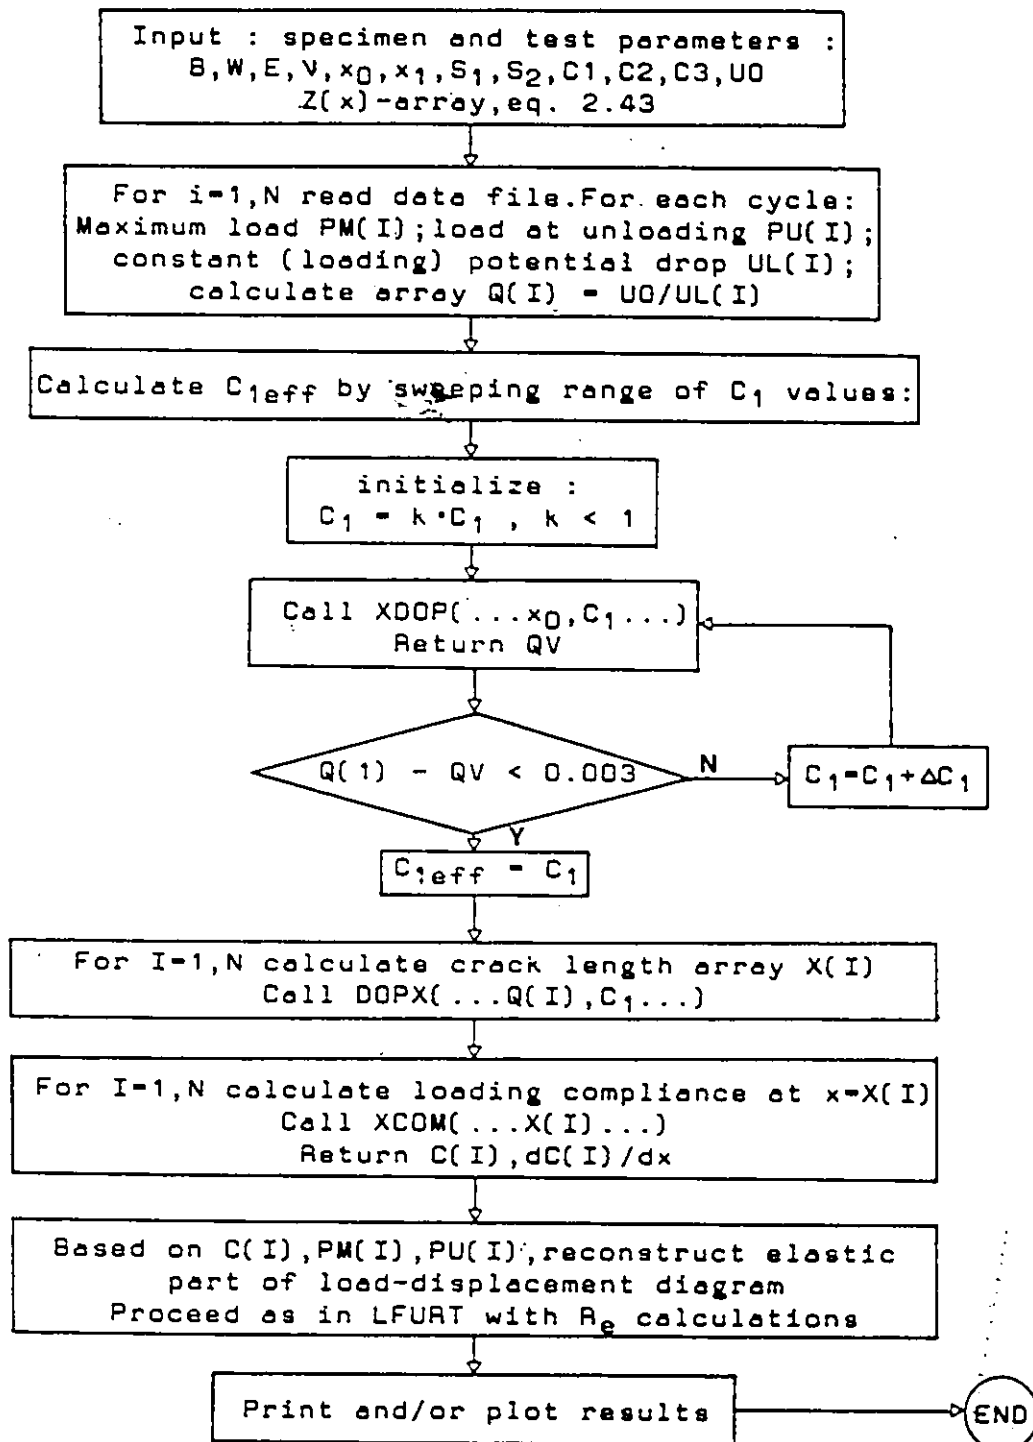 Input : specimen and test parameters :
B,W,E,V,x₀,x₁,S₁,S₂,C1,C2,C3,U0
Z(x)-array,eq. 2.43
For i=1,N read data file.For each cycle:
Maximum load PM(I);load at unloading PU(I);
constant (loading) potential drop UL(I);
calculate array Q(I) = U0/UL(I)
Calculate C₁eff by sweeping range of C₁ values:
initialize :
C₁ = k·C₁ , k < 1
Call XDOP(...x₀,C₁...)
Return QV
Q(1) - QV < 0.003
N
C₁=C₁+ΔC₁
Y
C₁eff = C₁
For I=1,N calculate crack length array X(I)
Call DOPX(...Q(I),C₁...)
For I=1,N calculate loading compliance at x=X(I)
Call XCOM(...X(I)...)
Return C(I),dC(I)/dx
Based on C(I),PM(I),PU(I),reconstruct elastic
part of load-displacement diagram
Proceed as in LFURT with Rₑ calculations
Print and/or plot results
END